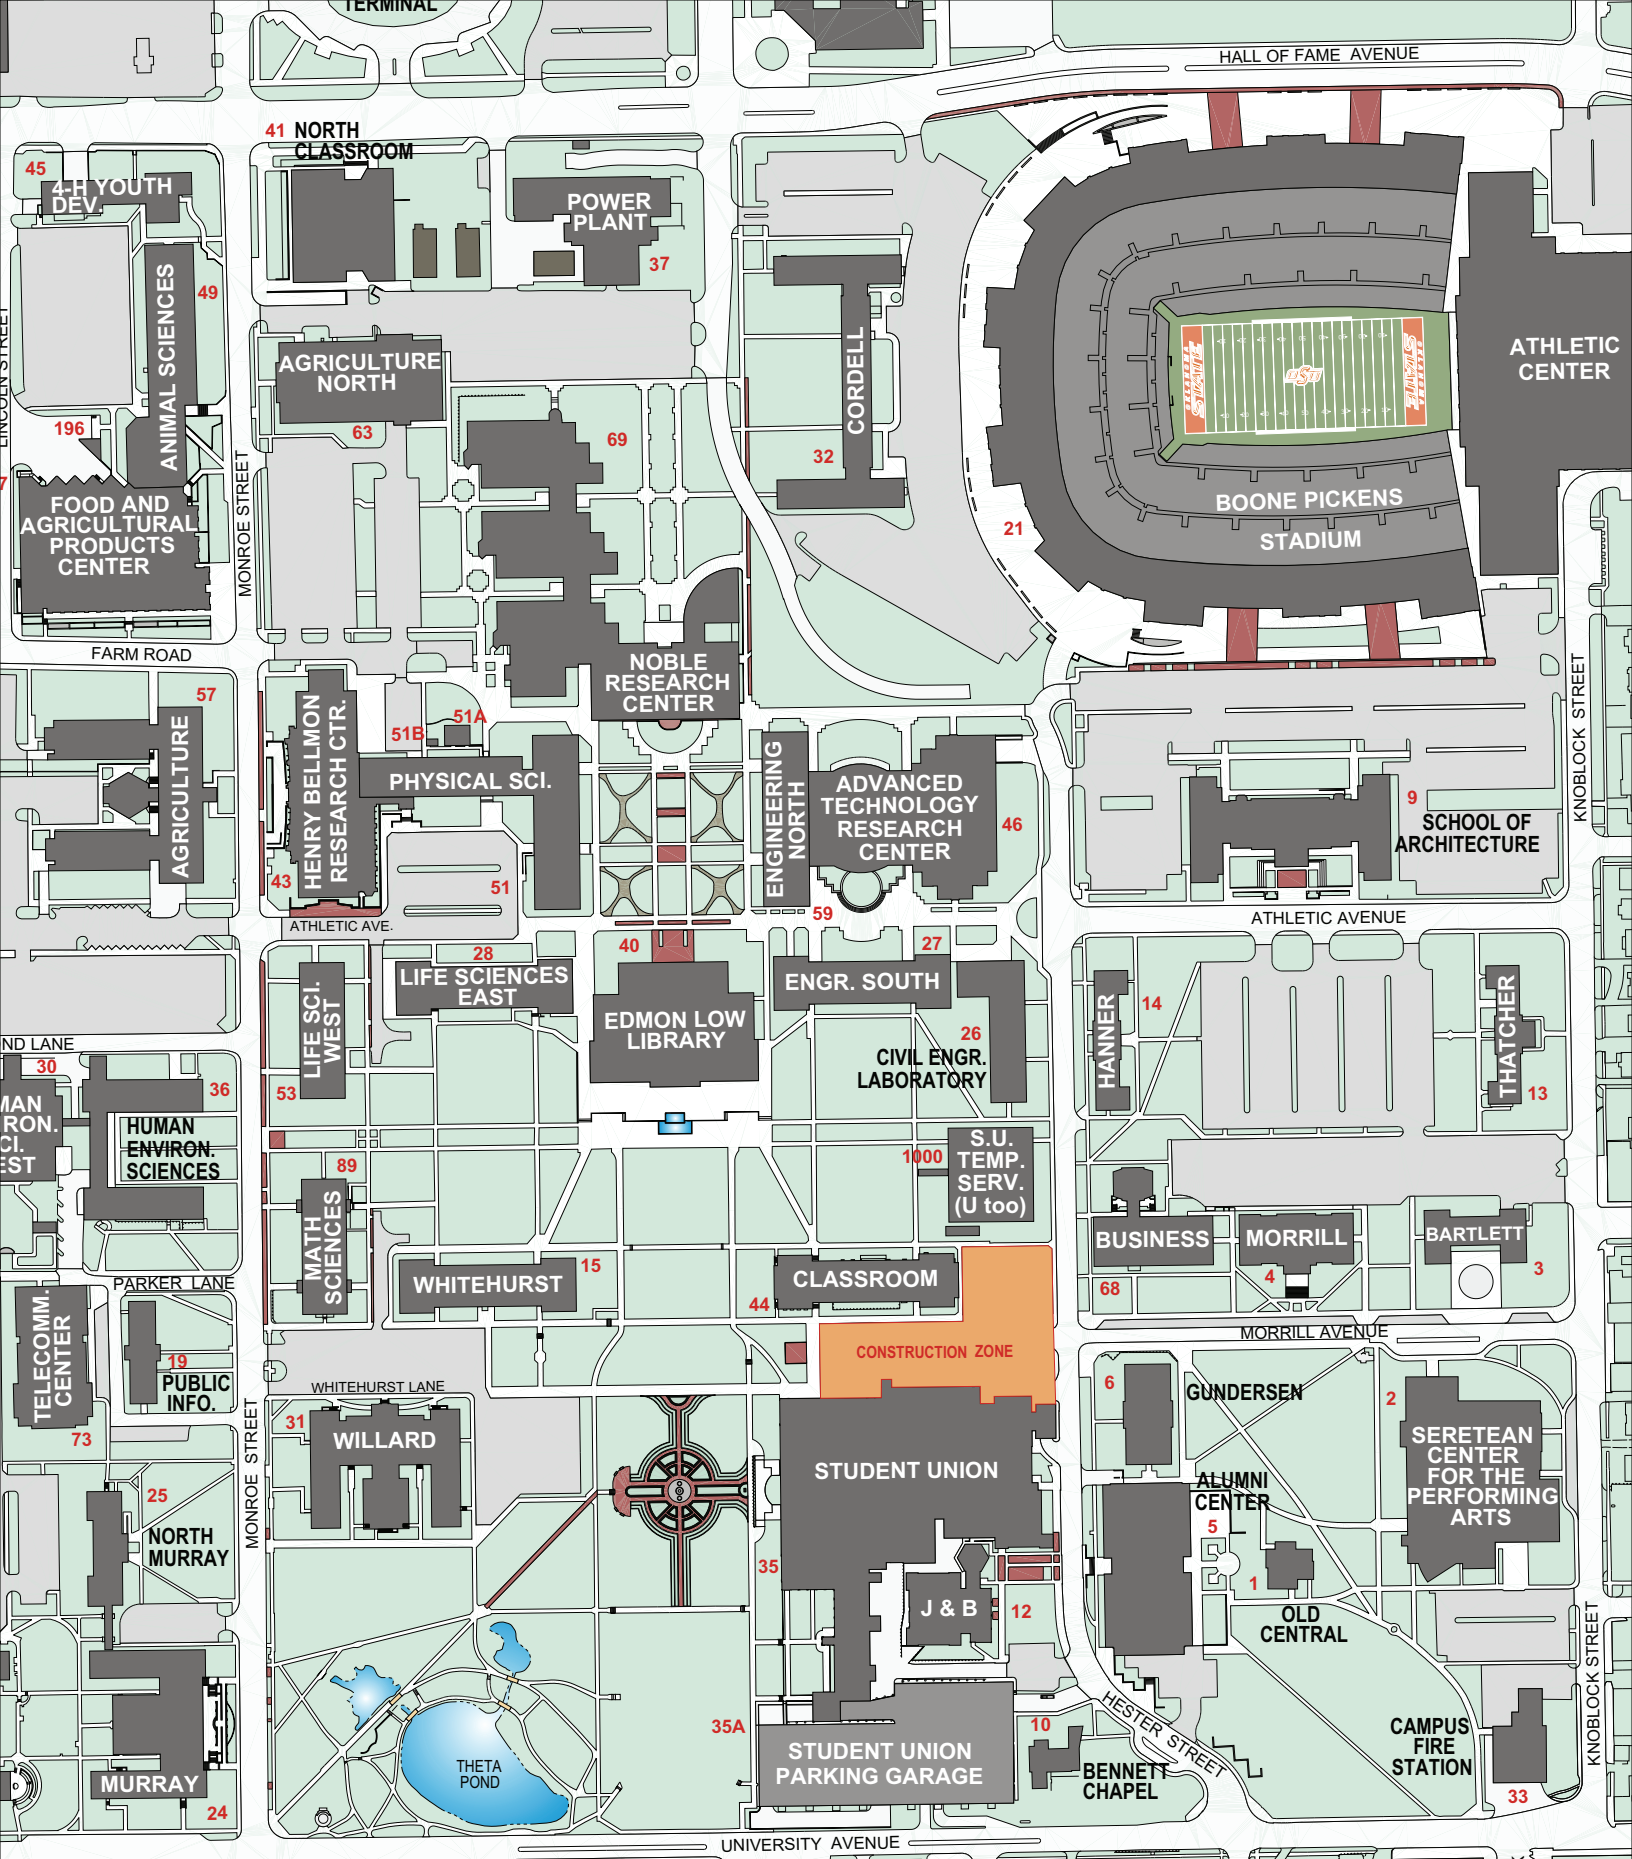 TERMINAL
HALL OF FAME AVENUE
41 NORTH
CLASSROOM
45
4-H YOUTH
DEV.
POWER
PLANT
37
49
ANIMAL SCIENCES
LINCOLN STREET
AGRICULTURE
NORTH
63
CORDELL
32
69
196
7
FOOD AND
AGRICULTURAL
PRODUCTS
CENTER
MONROE STREET
ATHLETIC
CENTER
BOONE PICKENS
STADIUM
21
FARM ROAD
57
AGRICULTURE
HENRY BELLMON
RESEARCH CTR.
43
51B
51A
PHYSICAL SCI.
51
NOBLE
RESEARCH
CENTER
ENGINEERING
NORTH
ADVANCED
TECHNOLOGY
RESEARCH
CENTER
46
59
9
SCHOOL OF
ARCHITECTURE
KNOBLOCK STREET
ATHLETIC AVE.
ATHLETIC AVENUE
28
LIFE SCIENCES
EAST
LIFE SCI.
WEST
53
40
EDMON LOW
LIBRARY
27
ENGR. SOUTH
26
CIVIL ENGR.
LABORATORY
HANNER
14
THATCHER
13
ND LANE
30
MAN
RON.
CI.
EST
36
HUMAN
ENVIRON.
SCIENCES
89
MATH
SCIENCES
1000
S.U.
TEMP.
SERV.
(U too)
BUSINESS
68
MORRILL
4
BARTLETT
3
15
WHITEHURST
CLASSROOM
44
PARKER LANE
TELECOMM.
CENTER
73
19
PUBLIC
INFO.
CONSTRUCTION ZONE
MORRILL AVENUE
WHITEHURST LANE
31
WILLARD
MONROE STREET
6
GUNDERSEN
2
SERETEAN
CENTER
FOR THE
PERFORMING
ARTS
STUDENT UNION
35
ALUMNI
CENTER
5
25
NORTH
MURRAY
1
OLD
CENTRAL
J & B
12
KNOBLOCK STREET
MURRAY
24
THETA
POND
35A
STUDENT UNION
PARKING GARAGE
10
BENNETT
CHAPEL
HESTER STREET
CAMPUS
FIRE
STATION
33
UNIVERSITY AVENUE